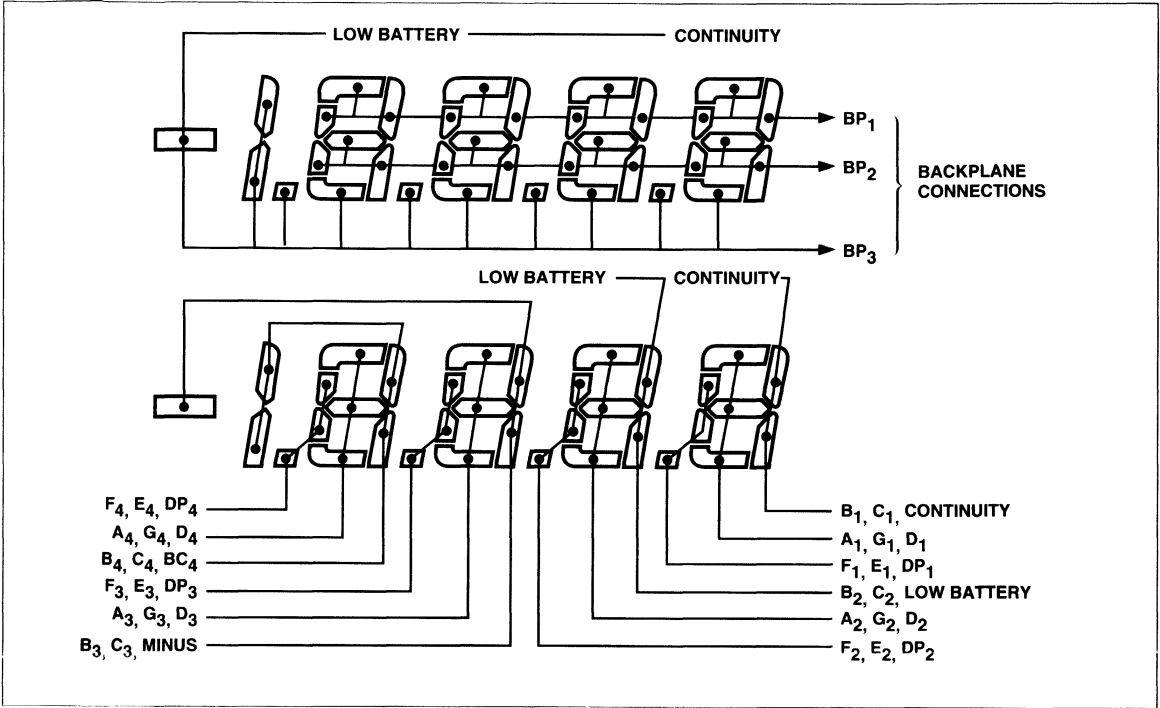 LOW BATTERY CONTINUITY
BP1
BP2
BACKPLANE
CONNECTIONS
BP3
LOW BATTERY CONTINUITY
F4, E4, DP4
A4, G4, D4
B4, C4, BC4
F3, E3, DP3
A3, G3, D3
B3, C3, MINUS
B1, C1, CONTINUITY
A1, G1, D1
F1, E1, DP1
B2, C2, LOW BATTERY
A2, G2, D2
F2, E2, DP2